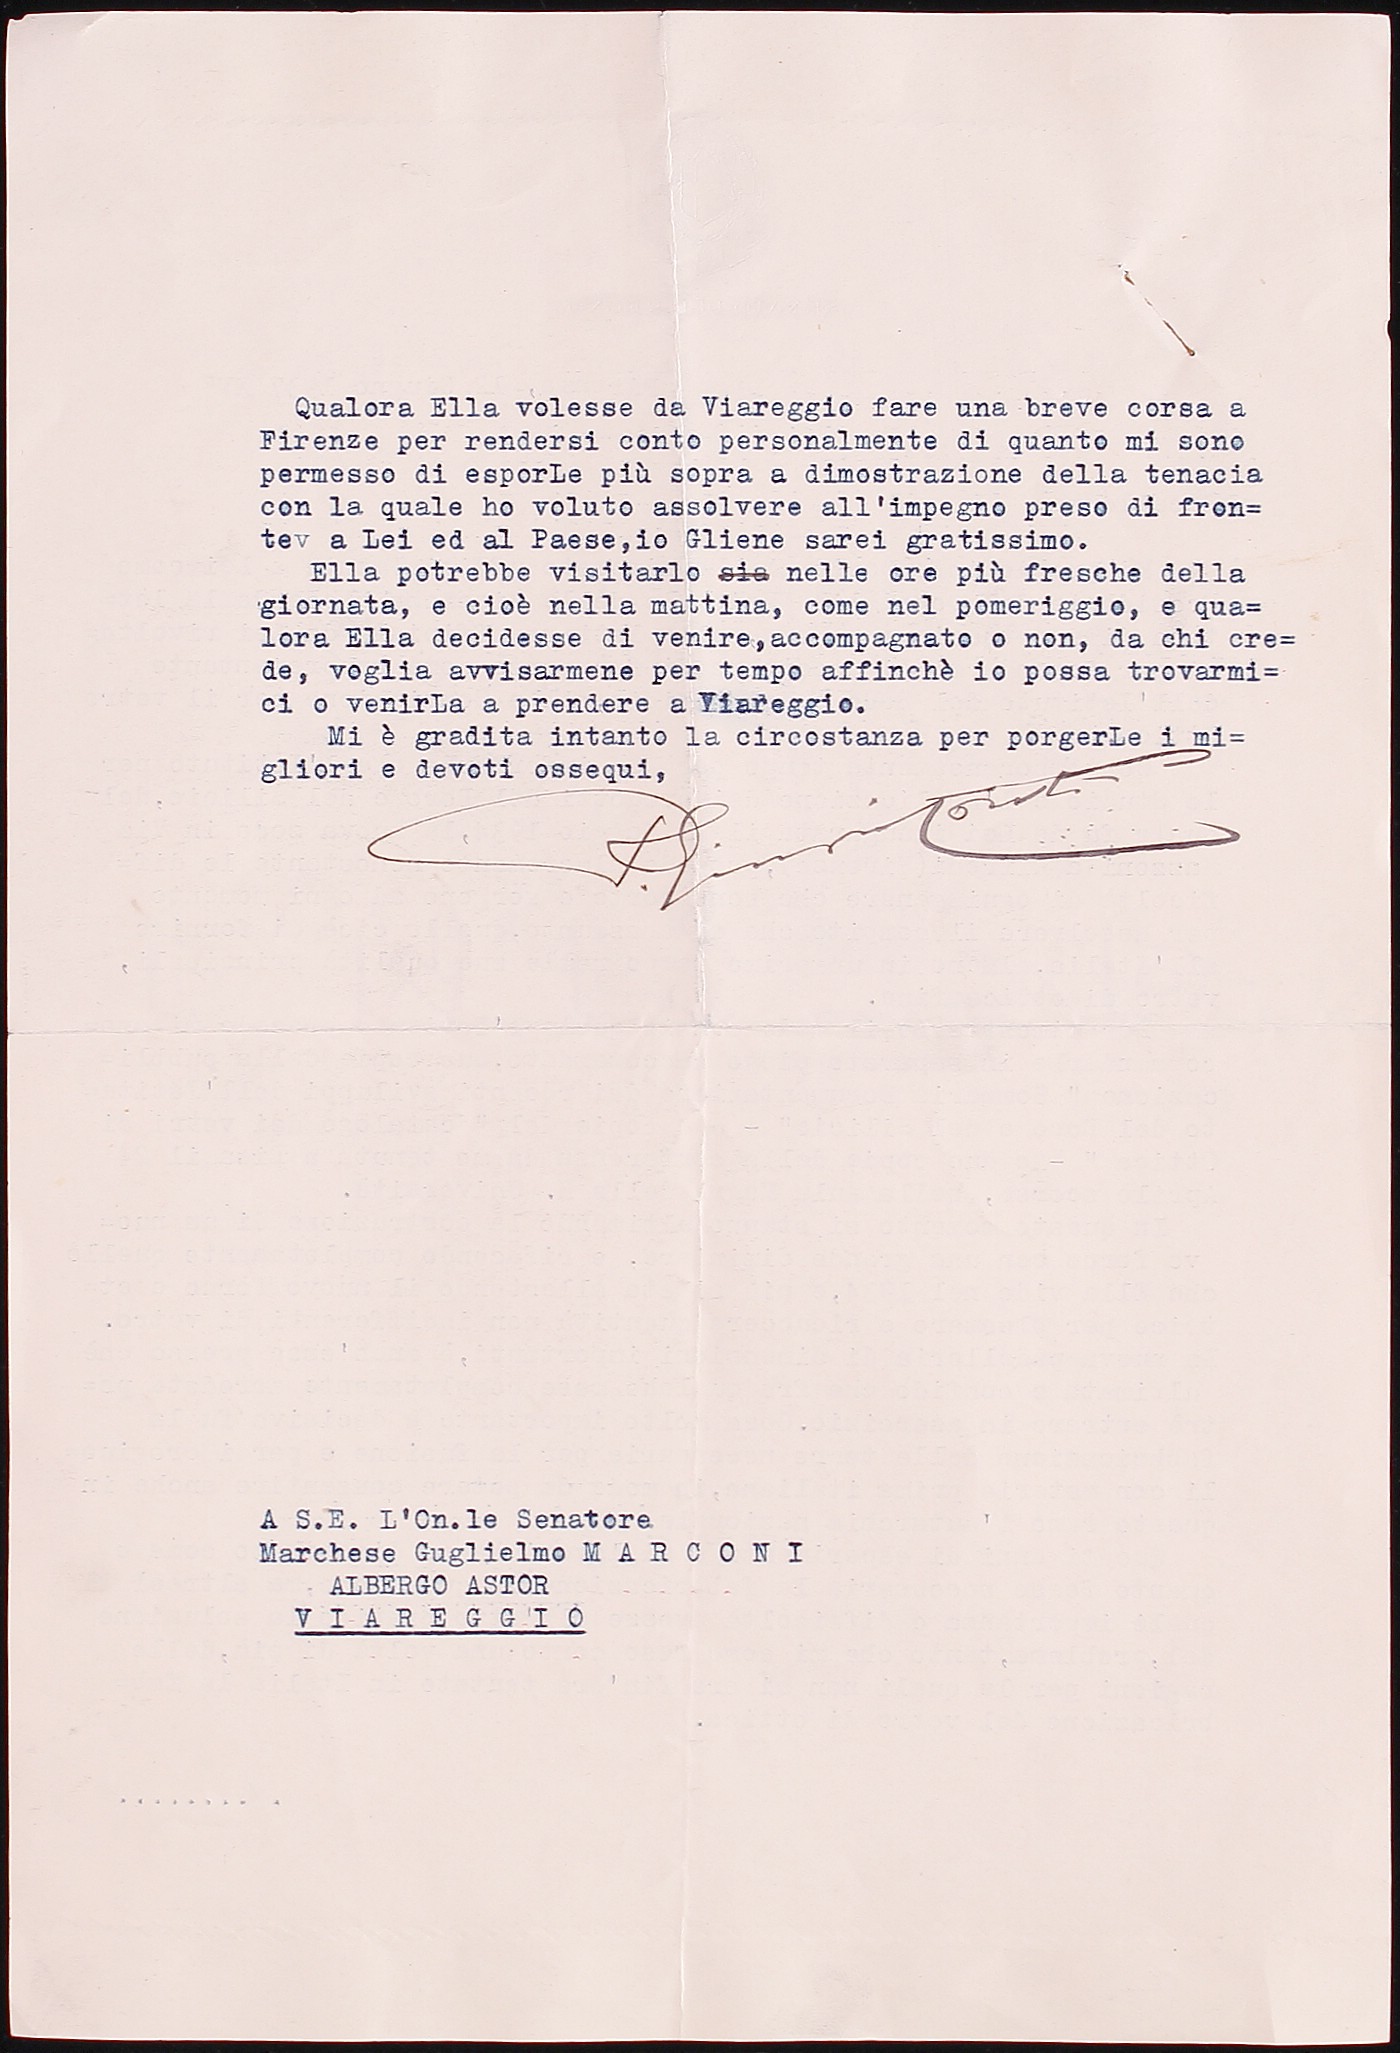 Qualora Ella volesse da Viareggio fare una breve corsa a
Firenze per rendersi conto personalmente di quanto mi sono
permesso di esporLe più sopra a dimostrazione della tenacia
con la quale ho voluto assolvere all'impegno preso di fron=
tev a Lei ed al Paese,io Gliene sarei gratissimo.
Ella potrebbe visitarlo sia nelle ore più fresche della
giornata, e cioè nella mattina, come nel pomeriggio, e qua=
lora Ella decidesse di venire,accompagnato o non, da chi cre=
de, voglia avvisarmene per tempo affinchè io possa trovarmi=
ci o venirLa a prendere a Viareggio.
Mi è gradita intanto la circostanza per porgerLe i mi=
gliori e devoti ossequi,
A S.E. L'On.le Senatore
Marchese Guglielmo M A R C O N I
ALBERGO ASTOR
V I A R E G G I O